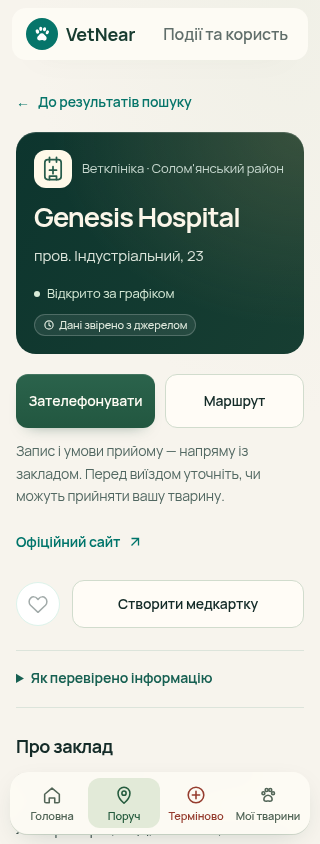 VetNear
Події та користь
← До результатів пошуку
Ветклініка · Солом'янський район
Genesis Hospital
пров. Індустріальний, 23
Відкрито за графіком
Дані звірено з джерелом
Зателефонувати
Маршрут
Запис і умови прийому — напряму із
закладом. Перед виїздом уточніть, чи
можуть прийняти вашу тварину.
Офіційний сайт
Створити медкартку
Як перевірено інформацію
Про заклад
Головна
Поруч
Терміново
Мої тварини